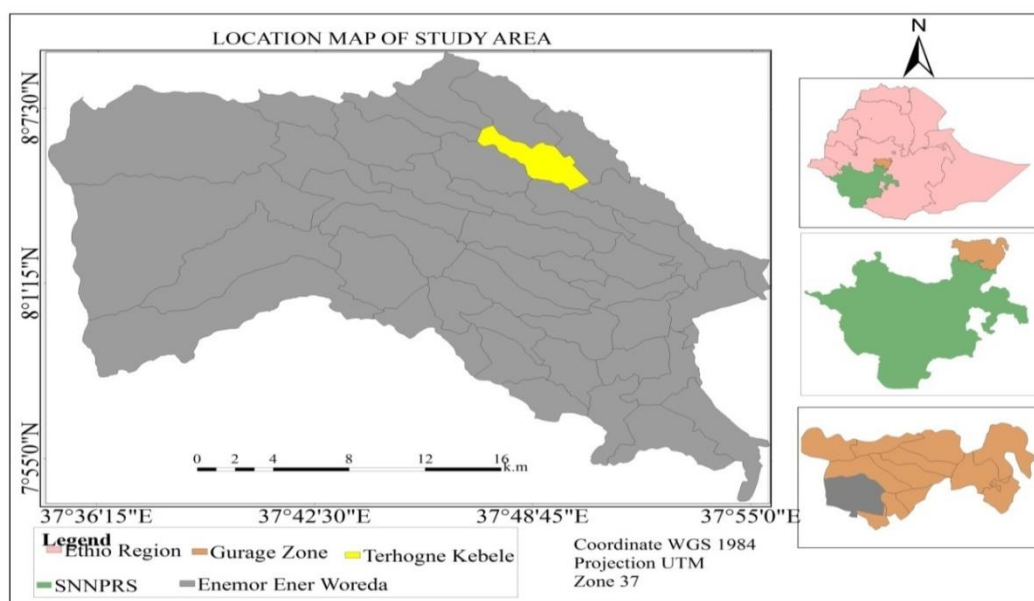 LOCATION MAP OF STUDY AREA
N
8°7'30"N
8°1'15"N
7°55'0"N
0 2 4 8 12 16
k.m
37°36'15"E 37°42'30"E 37°48'45"E 37°55'0"E
Legend
Ethio Region Gurage Zone Terhogne Kebele
SNNPRS Enemor Ener Woreda
Coordinate WGS 1984
Projection UTM
Zone 37